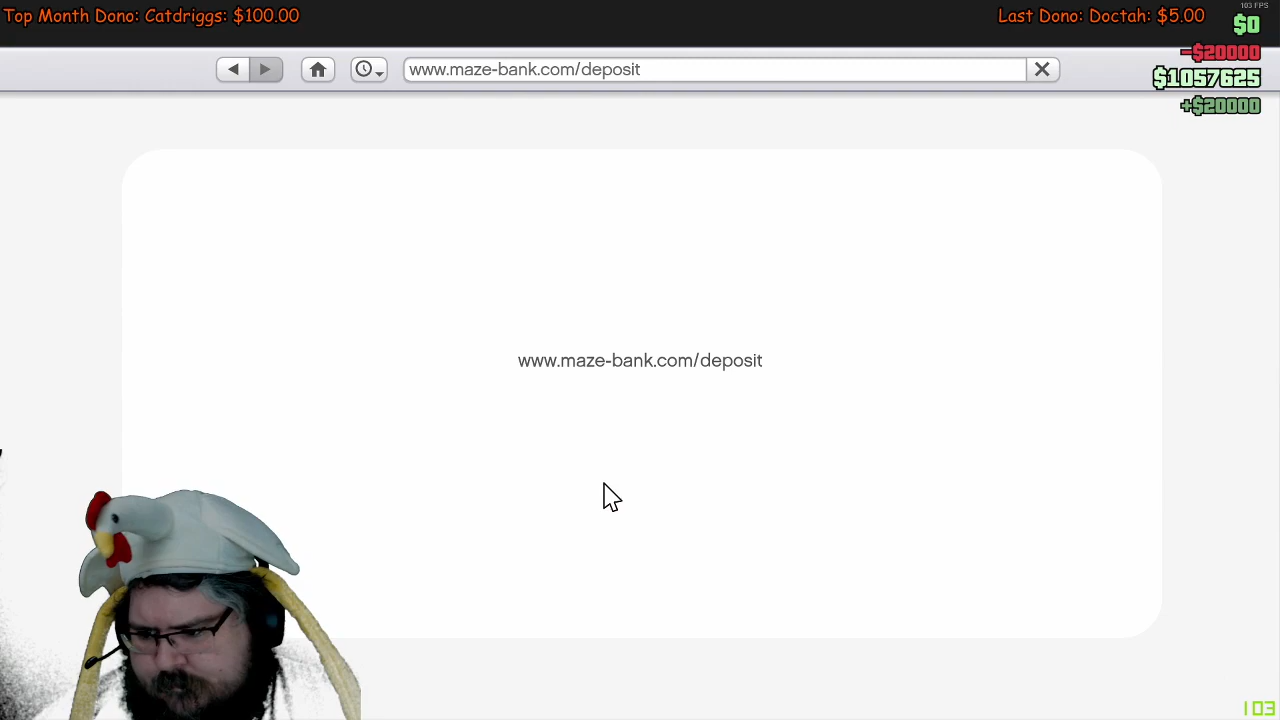 Top Month Dono: Catdriggs: $100.00
Last Dono: Doctah: $5.00
103 FPS
$0
-$20000
www.maze-bank.com/deposit
$1057625
+$20000
www.maze-bank.com/deposit
103